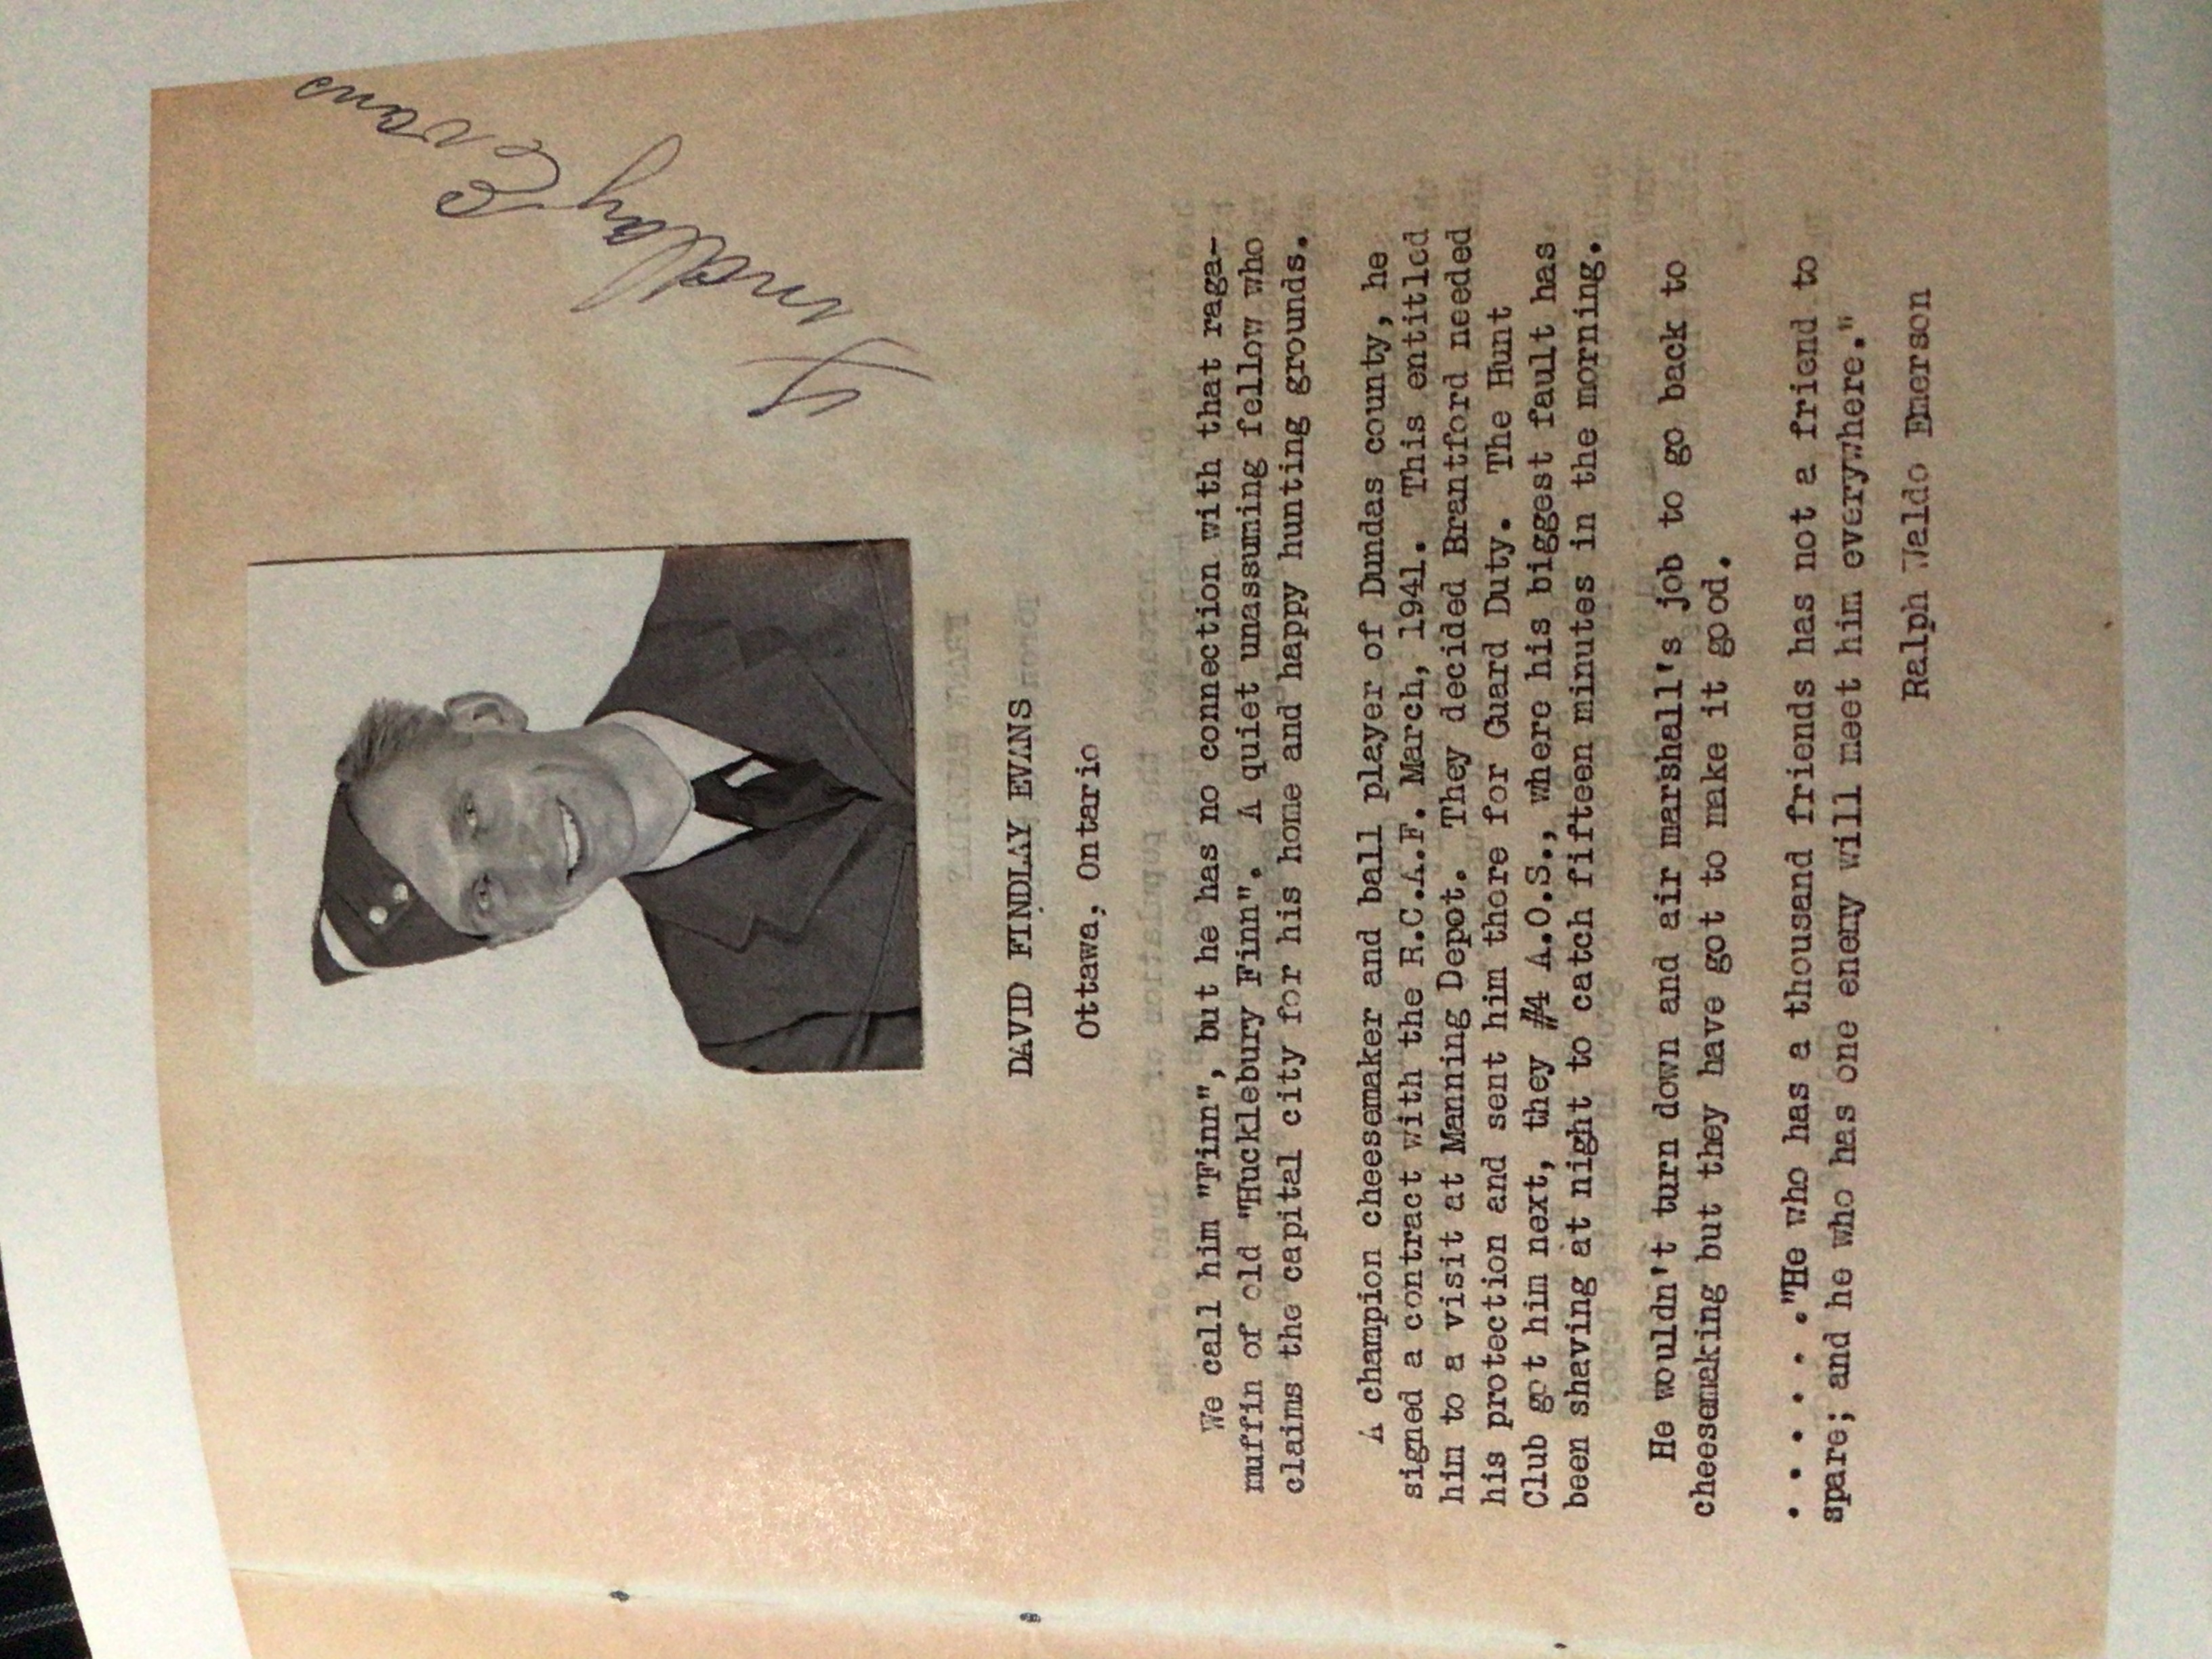 Findlay Evans
DAVID FINDLAY EVANS
Ottawa, Ontario
We call him "Finn", but he has no connection with that raga-
muffin of old "Hucklebury Finn". A quiet unassuming fellow who
claims the capital city for his home and happy hunting grounds.
A champion cheesemaker and ball player of Dundas county, he
signed a contract with the R.C.A.F. March, 1941. This entitled
him to a visit at Manning Depot. They decided Brantford needed
his protection and sent him there for Guard Duty. The Hunt
Club got him next, they #4 A.O.S., where his biggest fault has
been shaving at night to catch fifteen minutes in the morning.
He wouldn't turn down and air marshall's job to go back to
cheesemaking but they have got to make it good.
. . . . . ."He who has a thousand friends has not a friend to
spare; and he who has one enemy will meet him everywhere."
Ralph Waldo Emerson